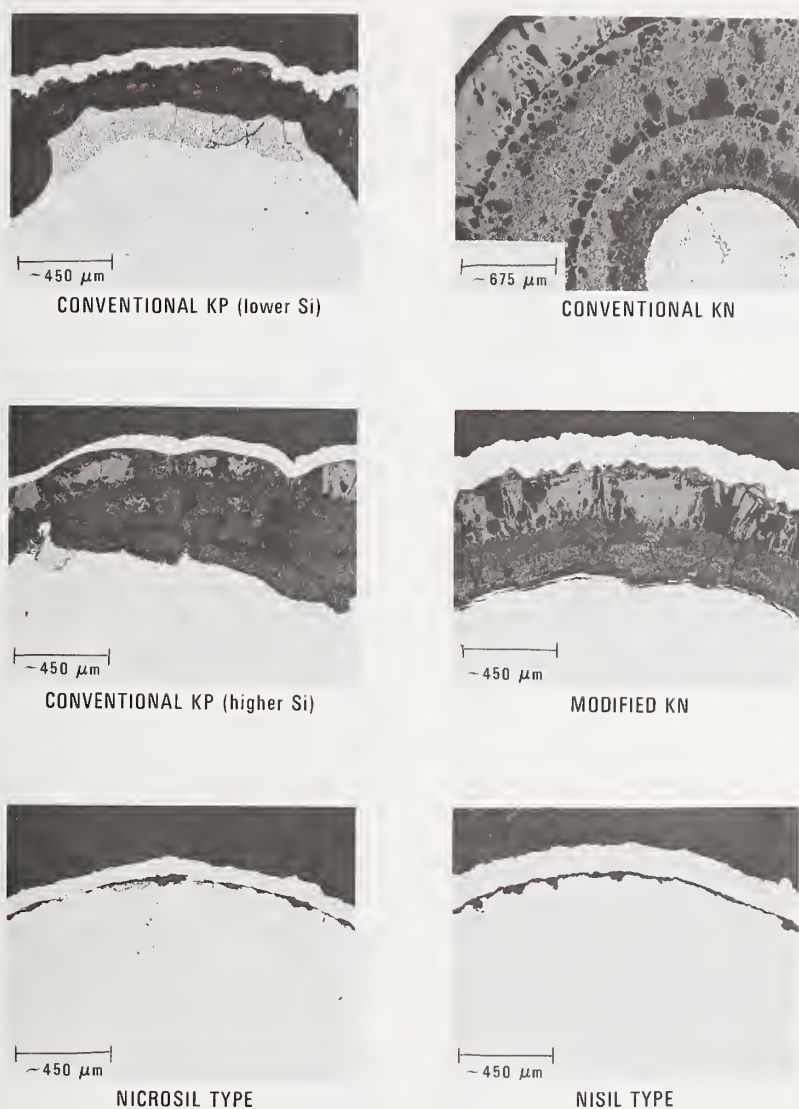 ~450 μm
CONVENTIONAL KP (lower Si)
~675 μm
CONVENTIONAL KN
~450 μm
CONVENTIONAL KP (higher Si)
~450 μm
MODIFIED KN
~450 μm
NICROSIL TYPE
~450 μm
NISIL TYPE